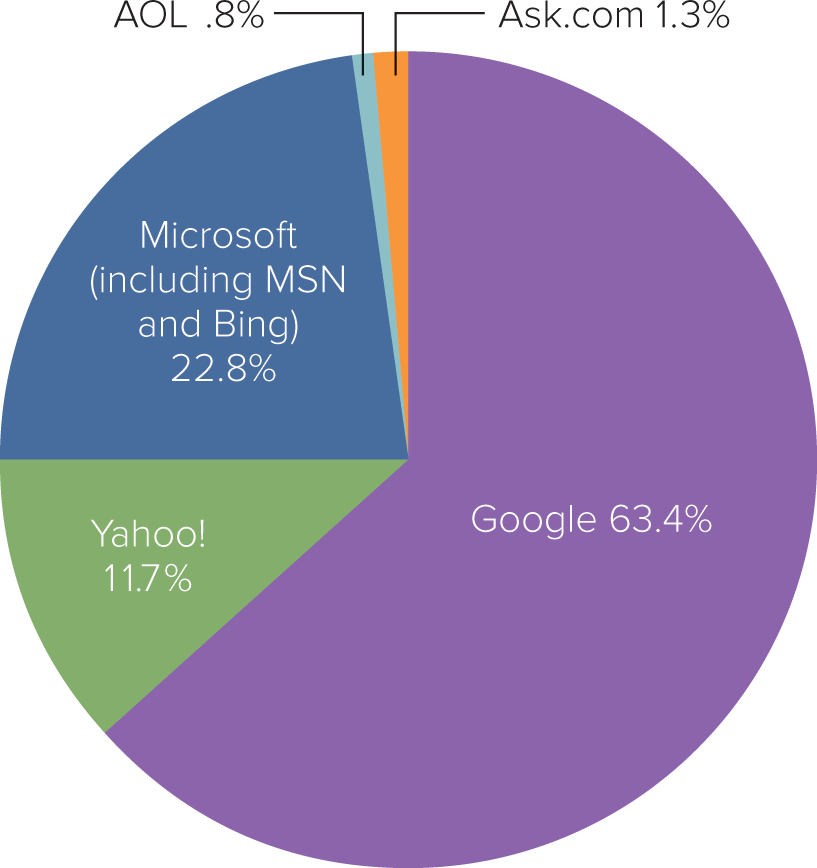 AOL .8%
Ask.com 1.3%
Microsoft
(including MSN
and Bing)
22.8%
Google 63.4%
Yahoo!
11.7%